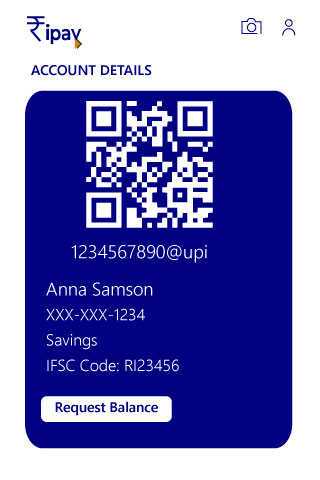 ₹ipay
ACCOUNT DETAILS
1234567890@upi
Anna Samson
XXX-XXX-1234
Savings
IFSC Code: RI23456
Request Balance